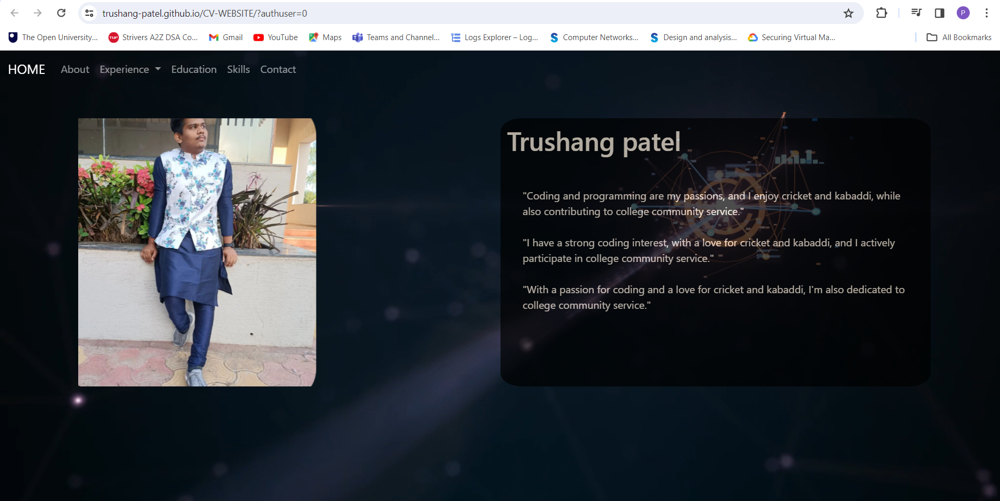 trushang-patel.github.io/CV-WEBSITE/?authuser=0
P
The Open University... TUF Strivers A2Z DSA Co... Gmail YouTube Maps Teams and Channel... Logs Explorer – Log... Computer Networks... Design and analysis... Securing Virtual Ma... All Bookmarks
HOME About Experience Education Skills Contact
Trushang patel
"Coding and programming are my passions, and I enjoy cricket and kabaddi, while
also contributing to college community service."
"I have a strong coding interest, with a love for cricket and kabaddi, and I actively
participate in college community service."
"With a passion for coding and a love for cricket and kabaddi, I'm also dedicated to
college community service."